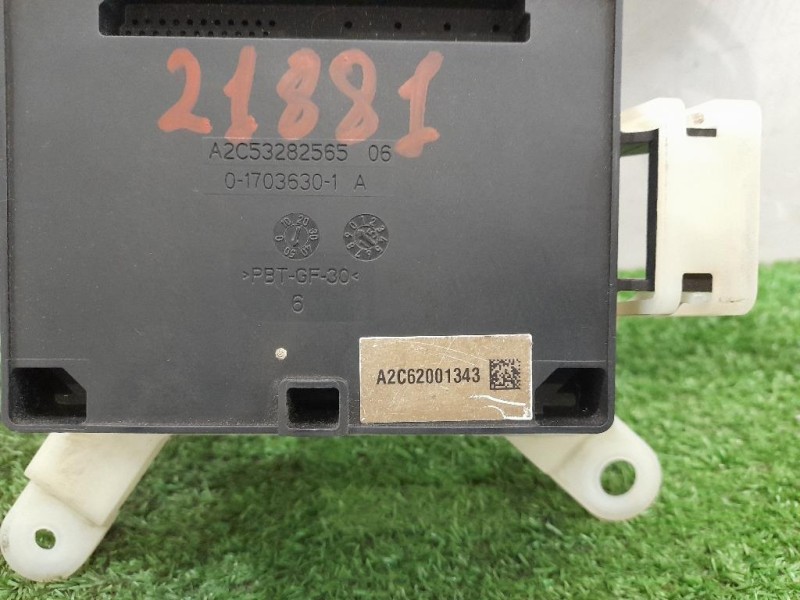 21881
A2C53282565 06
0-1703630-1 A
>PBT-GF-30<
6
A2C62001343